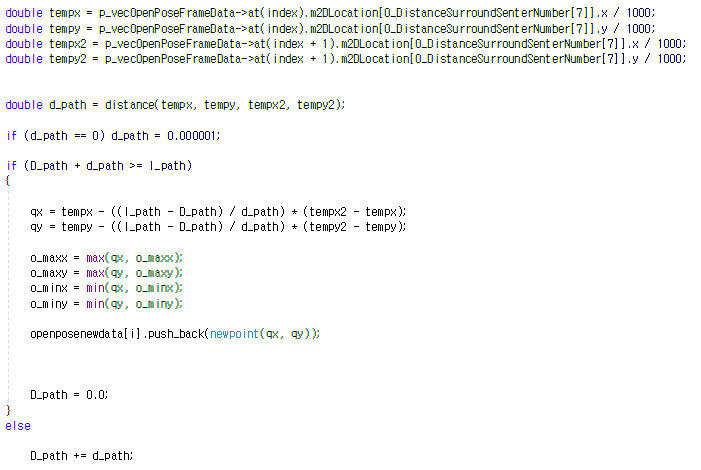 double tempx = p_vecOpenPoseFrameData->at(index).m2DLocation[O_DistanceSurroundSenterNumber[7]].x / 1000;
double tempy = p_vecOpenPoseFrameData->at(index).m2DLocation[O_DistanceSurroundSenterNumber[7]].y / 1000;
double tempx2 = p_vecOpenPoseFrameData->at(index + 1).m2DLocation[O_DistanceSurroundSenterNumber[7]].x / 1000;
double tempy2 = p_vecOpenPoseFrameData->at(index + 1).m2DLocation[O_DistanceSurroundSenterNumber[7]].y / 1000;
double d_path = distance(tempx, tempy, tempx2, tempy2);
if (d_path == 0) d_path = 0.000001;
if (D_path + d_path >= I_path)
{
qx = tempx - ((I_path - D_path) / d_path) * (tempx2 - tempx);
qy = tempy - ((I_path - D_path) / d_path) * (tempy2 - tempy);
o_maxx = max(qx, o_maxx);
o_maxy = max(qy, o_maxy);
o_minx = min(qx, o_minx);
o_miny = min(qy, o_miny);
openposenewdata[i].push_back(newpoint(qx, qy));
D_path = 0.0;
}
else
D_path += d_path;